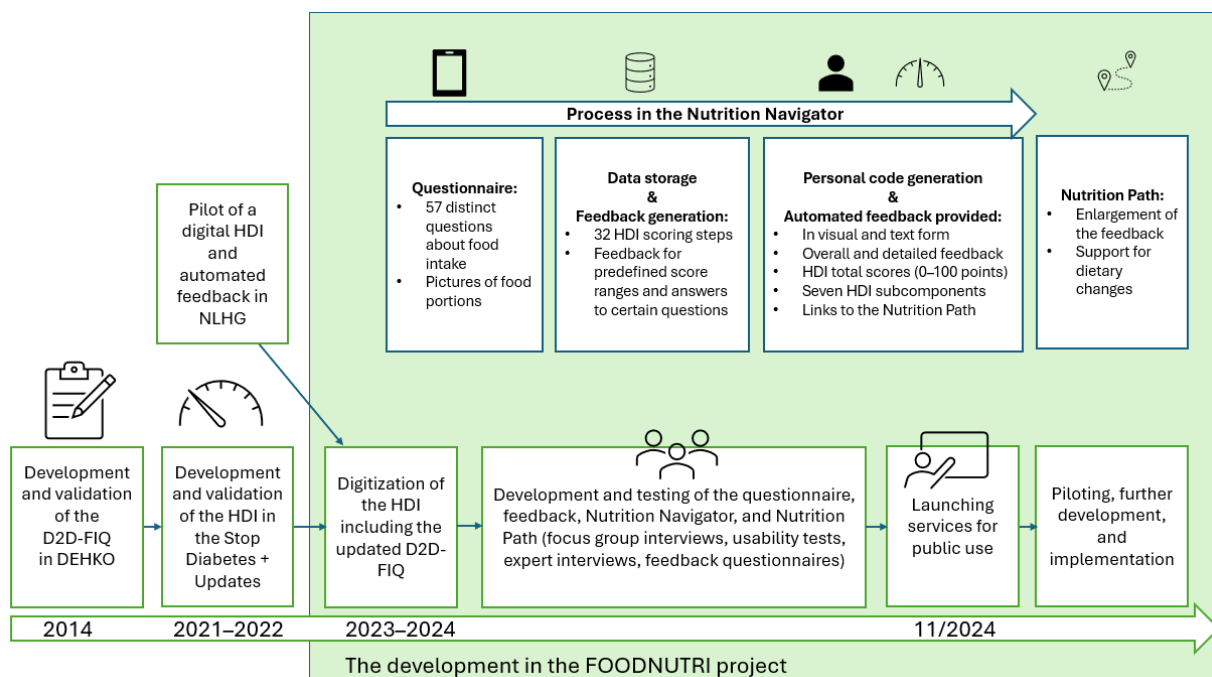 Process in the Nutrition Navigator
Questionnaire:
• 57 distinct
questions
about food
intake
• Pictures of food
portions
Data storage
&
Feedback generation:
• 32 HDI scoring steps
• Feedback for
predefined score
ranges and answers
to certain questions
Personal code generation
&
Automated feedback provided:
• In visual and text form
• Overall and detailed feedback
• HDI total scores (0–100 points)
• Seven HDI subcomponents
• Links to the Nutrition Path
Nutrition Path:
• Enlargement of
the feedback
• Support for
dietary
changes
Pilot of a
digital HDI
and
automated
feedback in
NLHG
Development
and validation
of the
D2D-FIQ
in DEHKO
Development
and validation
of the HDI in
the Stop
Diabetes +
Updates
Digitization
of the HDI
including the
updated D2D-
FIQ
Development and testing of the questionnaire,
feedback, Nutrition Navigator, and Nutrition
Path (focus group interviews, usability tests,
expert interviews, feedback questionnaires)
Launching
services for
public use
Piloting, further
development,
and
implementation
2014
2021–2022
2023–2024
11/2024
The development in the FOODNUTRI project